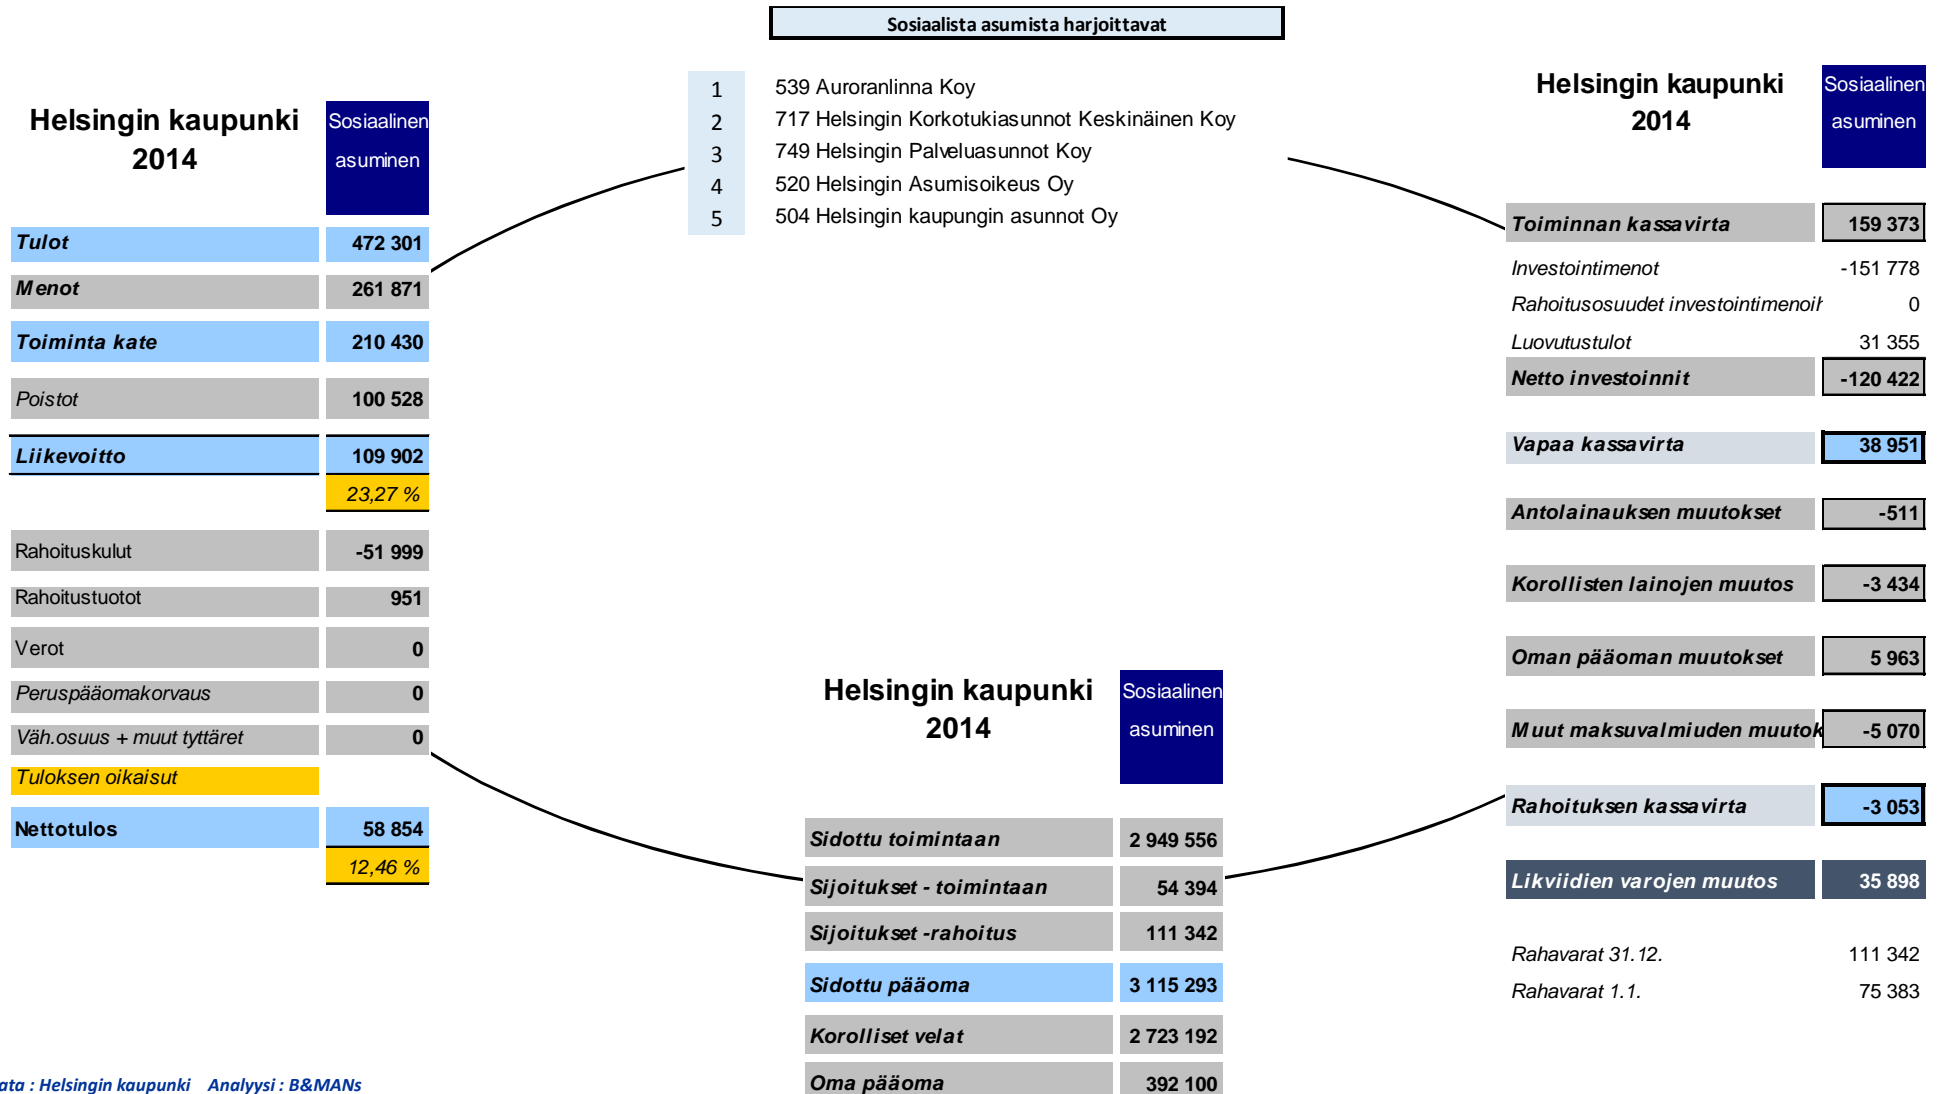 Sosiaalista asumista harjoittavat
1 539 Auroranlinna Koy
2 717 Helsingin Korkotukiasunnot Keskinäinen Koy
3 749 Helsingin Palveluasunnot Koy
4 520 Helsingin Asumisoikeus Oy
5 504 Helsingin kaupungin asunnot Oy
Helsingin kaupunki
2014
Sosiaalinen
asuminen
Tulot 472 301
Menot 261 871
Toiminta kate 210 430
Poistot 100 528
Liikevoitto 109 902
23,27 %
Rahoituskulut -51 999
Rahoitustuotot 951
Verot 0
Peruspääomakorvaus 0
Väh.osuus + muut tyttäret 0
Tuloksen oikaisut
Nettotulos 58 854
12,46 %
Helsingin kaupunki
2014
Sosiaalinen
asuminen
Sidottu toimintaan 2 949 556
Sijoitukset - toimintaan 54 394
Sijoitukset -rahoitus 111 342
Sidottu pääoma 3 115 293
Korolliset velat 2 723 192
Oma pääoma 392 100
Helsingin kaupunki
2014
Sosiaalinen
asuminen
Toiminnan kassavirta 159 373
Investointimenot -151 778
Rahoitusosuudet investointimenoih 0
Luovutustulot 31 355
Netto investoinnit -120 422
Vapaa kassavirta 38 951
Antolainauksen muutokset -511
Korollisten lainojen muutos -3 434
Oman pääoman muutokset 5 963
Muut maksuvalmiuden muutok -5 070
Rahoituksen kassavirta -3 053
Likviidien varojen muutos 35 898
Rahavarat 31.12. 111 342
Rahavarat 1.1. 75 383
ata : Helsingin kaupunki Analyysi : B&MANs